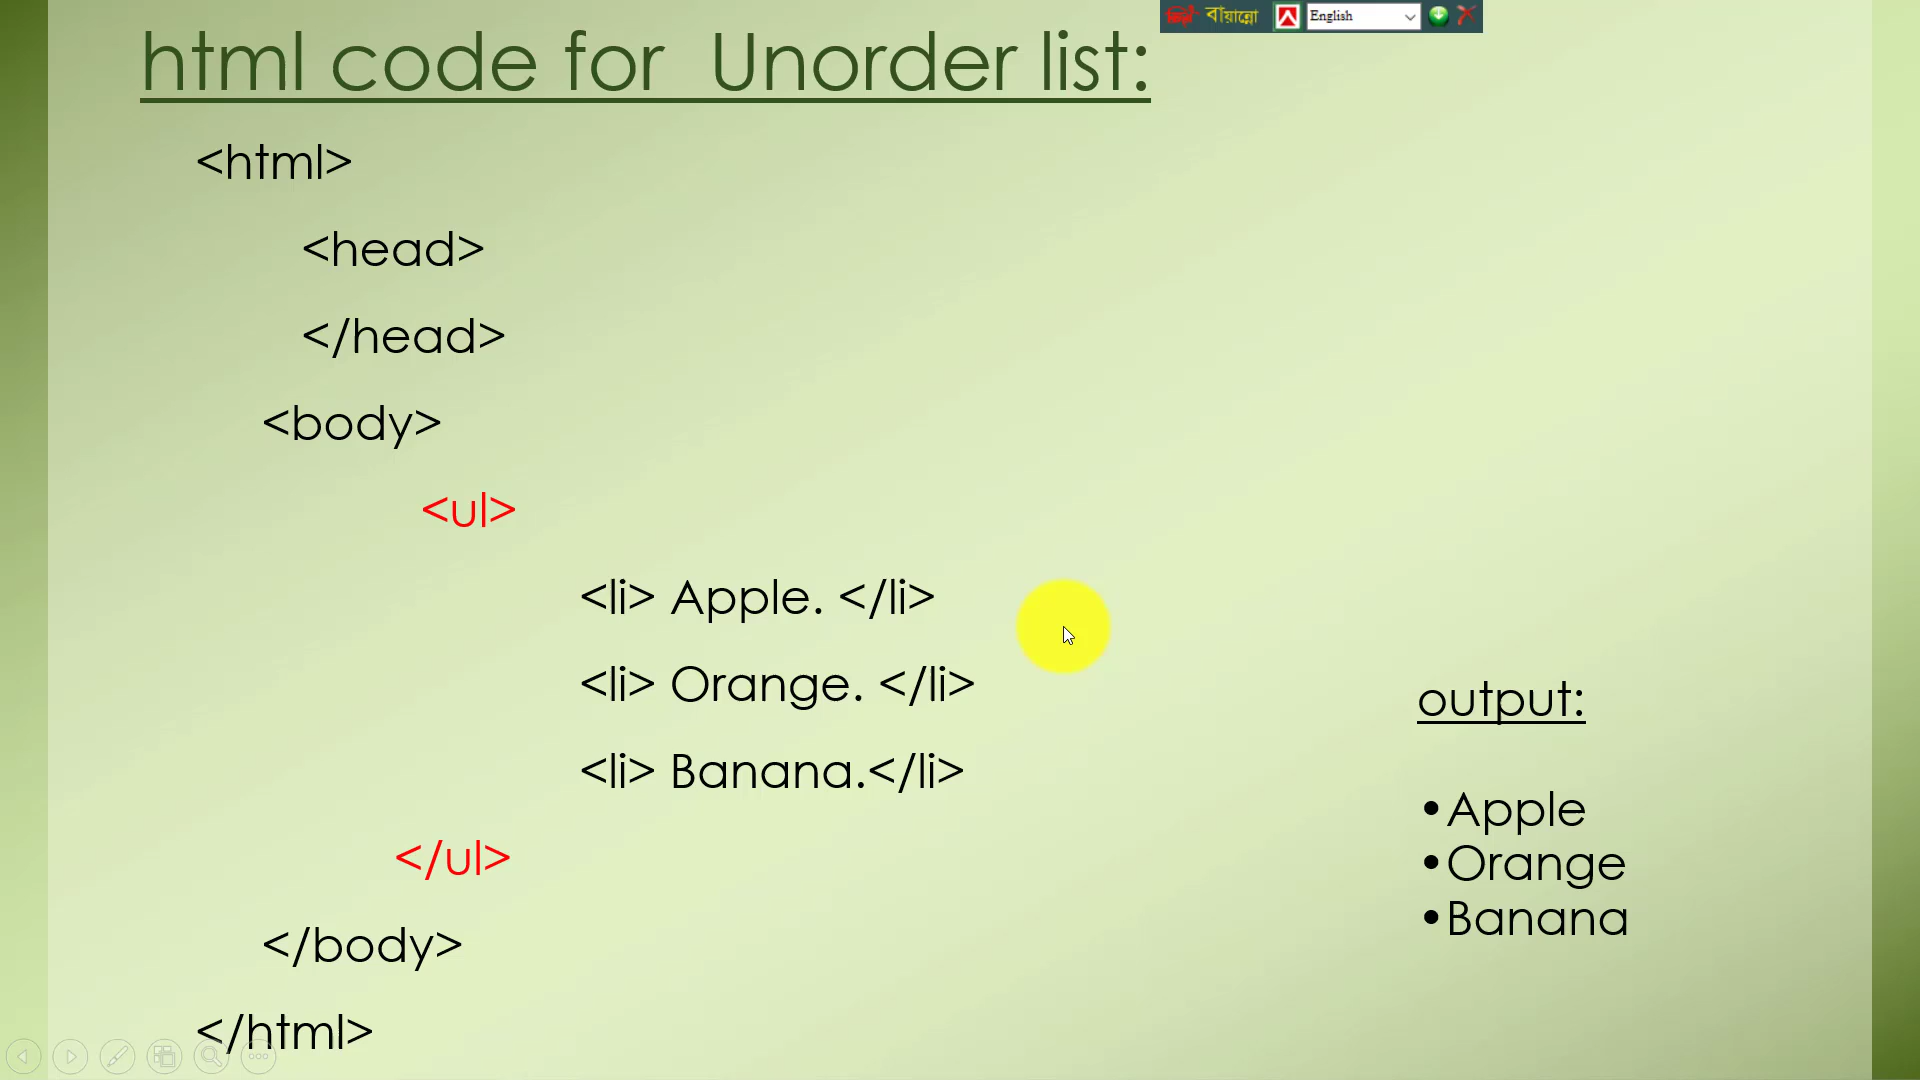 বায়ান্নো English
html code for Unorder list:
<html>
<head>
</head>
<body>
<ul>
<li> Apple. </li>
<li> Orange. </li>
<li> Banana.</li>
</ul>
</body>
</html>
output:
•Apple
•Orange
•Banana